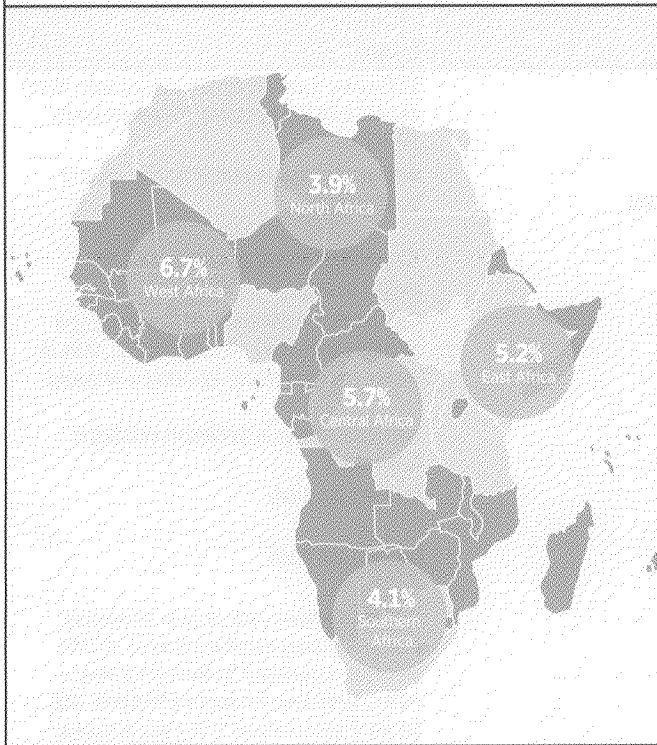 3.9%
North Africa
6.7%
West Africa
5.2%
East Africa
5.7%
Central Africa
4.1%
Southern
Africa